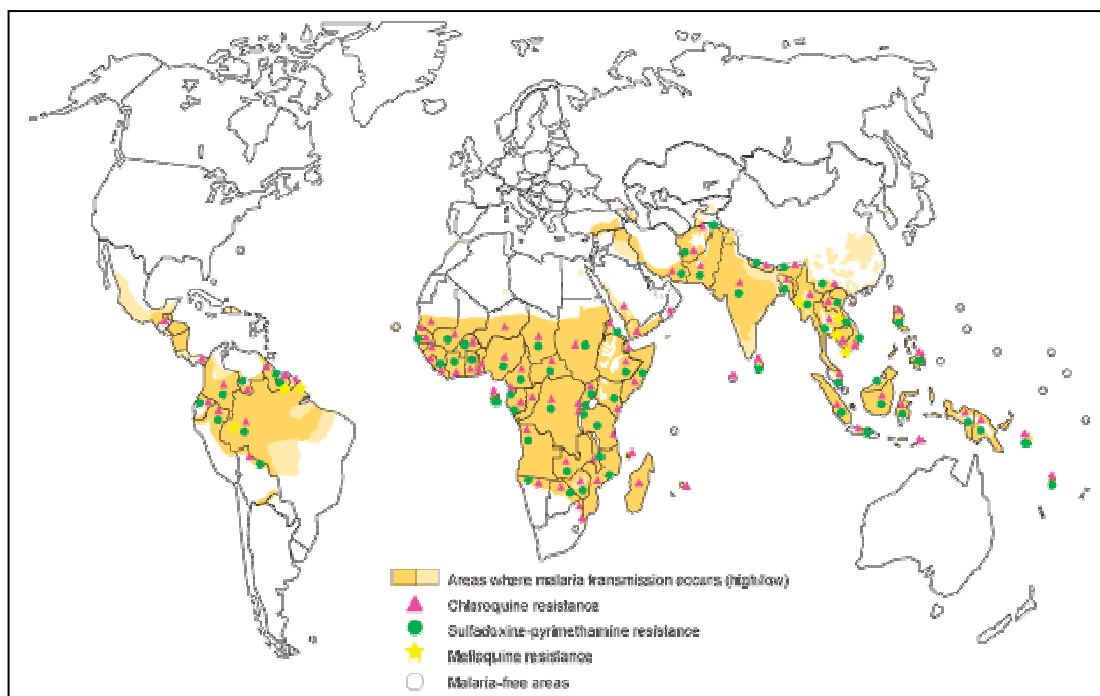 Areas where malaria transmission occurs (high/low)
Chloroquine resistance
Sulfadoxine-pyrimethamine resistance
Mefloquine resistance
Malaria-free areas